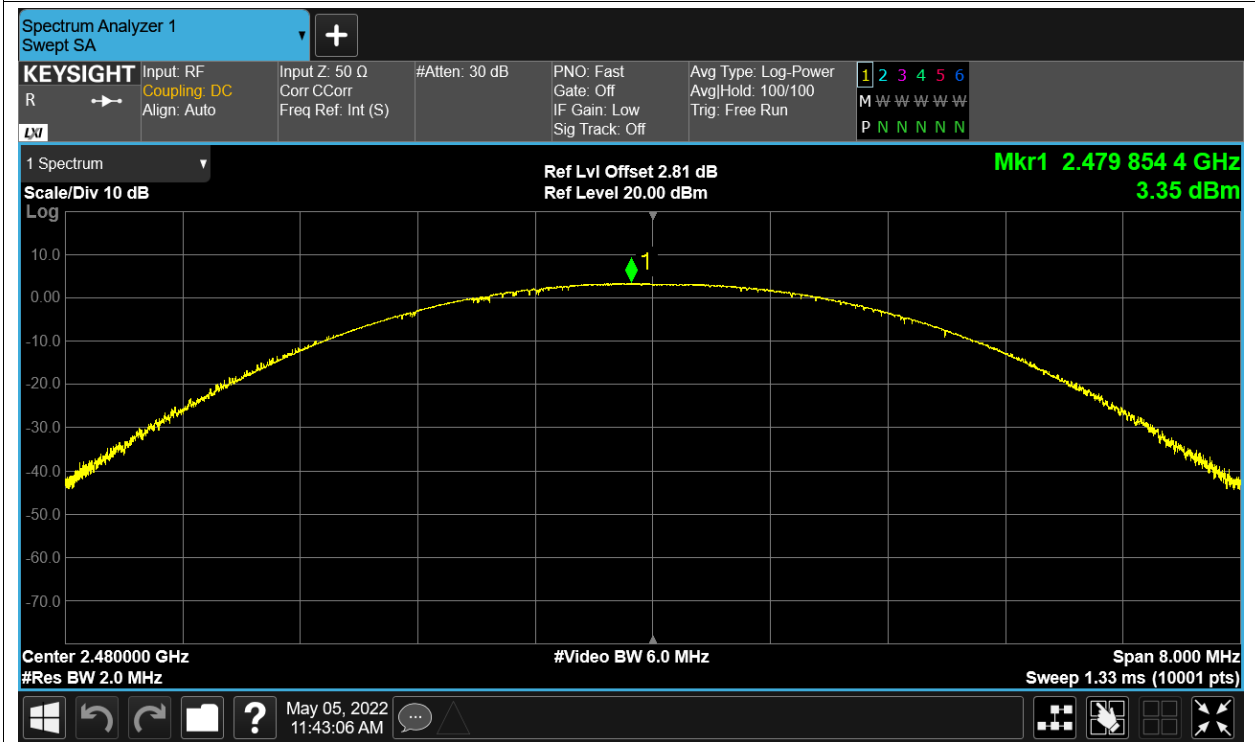 Spectrum Analyzer 1
Swept SA
+
KEYSIGHT
R
LXI
Input: RF
Coupling: DC
Align: Auto
Input Z: 50 Ω
Corr CCorr
Freq Ref: Int (S)
#Atten: 30 dB
PNO: Fast
Gate: Off
IF Gain: Low
Sig Track: Off
Avg Type: Log-Power
Avg|Hold: 100/100
Trig: Free Run
1 2 3 4 5 6
M W W W W W
P N N N N N
1 Spectrum
Scale/Div 10 dB
Ref Lvl Offset 2.81 dB
Ref Level 20.00 dBm
Mkr1 2.479 854 4 GHz
3.35 dBm
Log
1
10.0
0.00
-10.0
-20.0
-30.0
-40.0
-50.0
-60.0
-70.0
Center 2.480000 GHz
#Video BW 6.0 MHz
Span 8.000 MHz
#Res BW 2.0 MHz
Sweep 1.33 ms (10001 pts)
?
May 05, 2022
11:43:06 AM